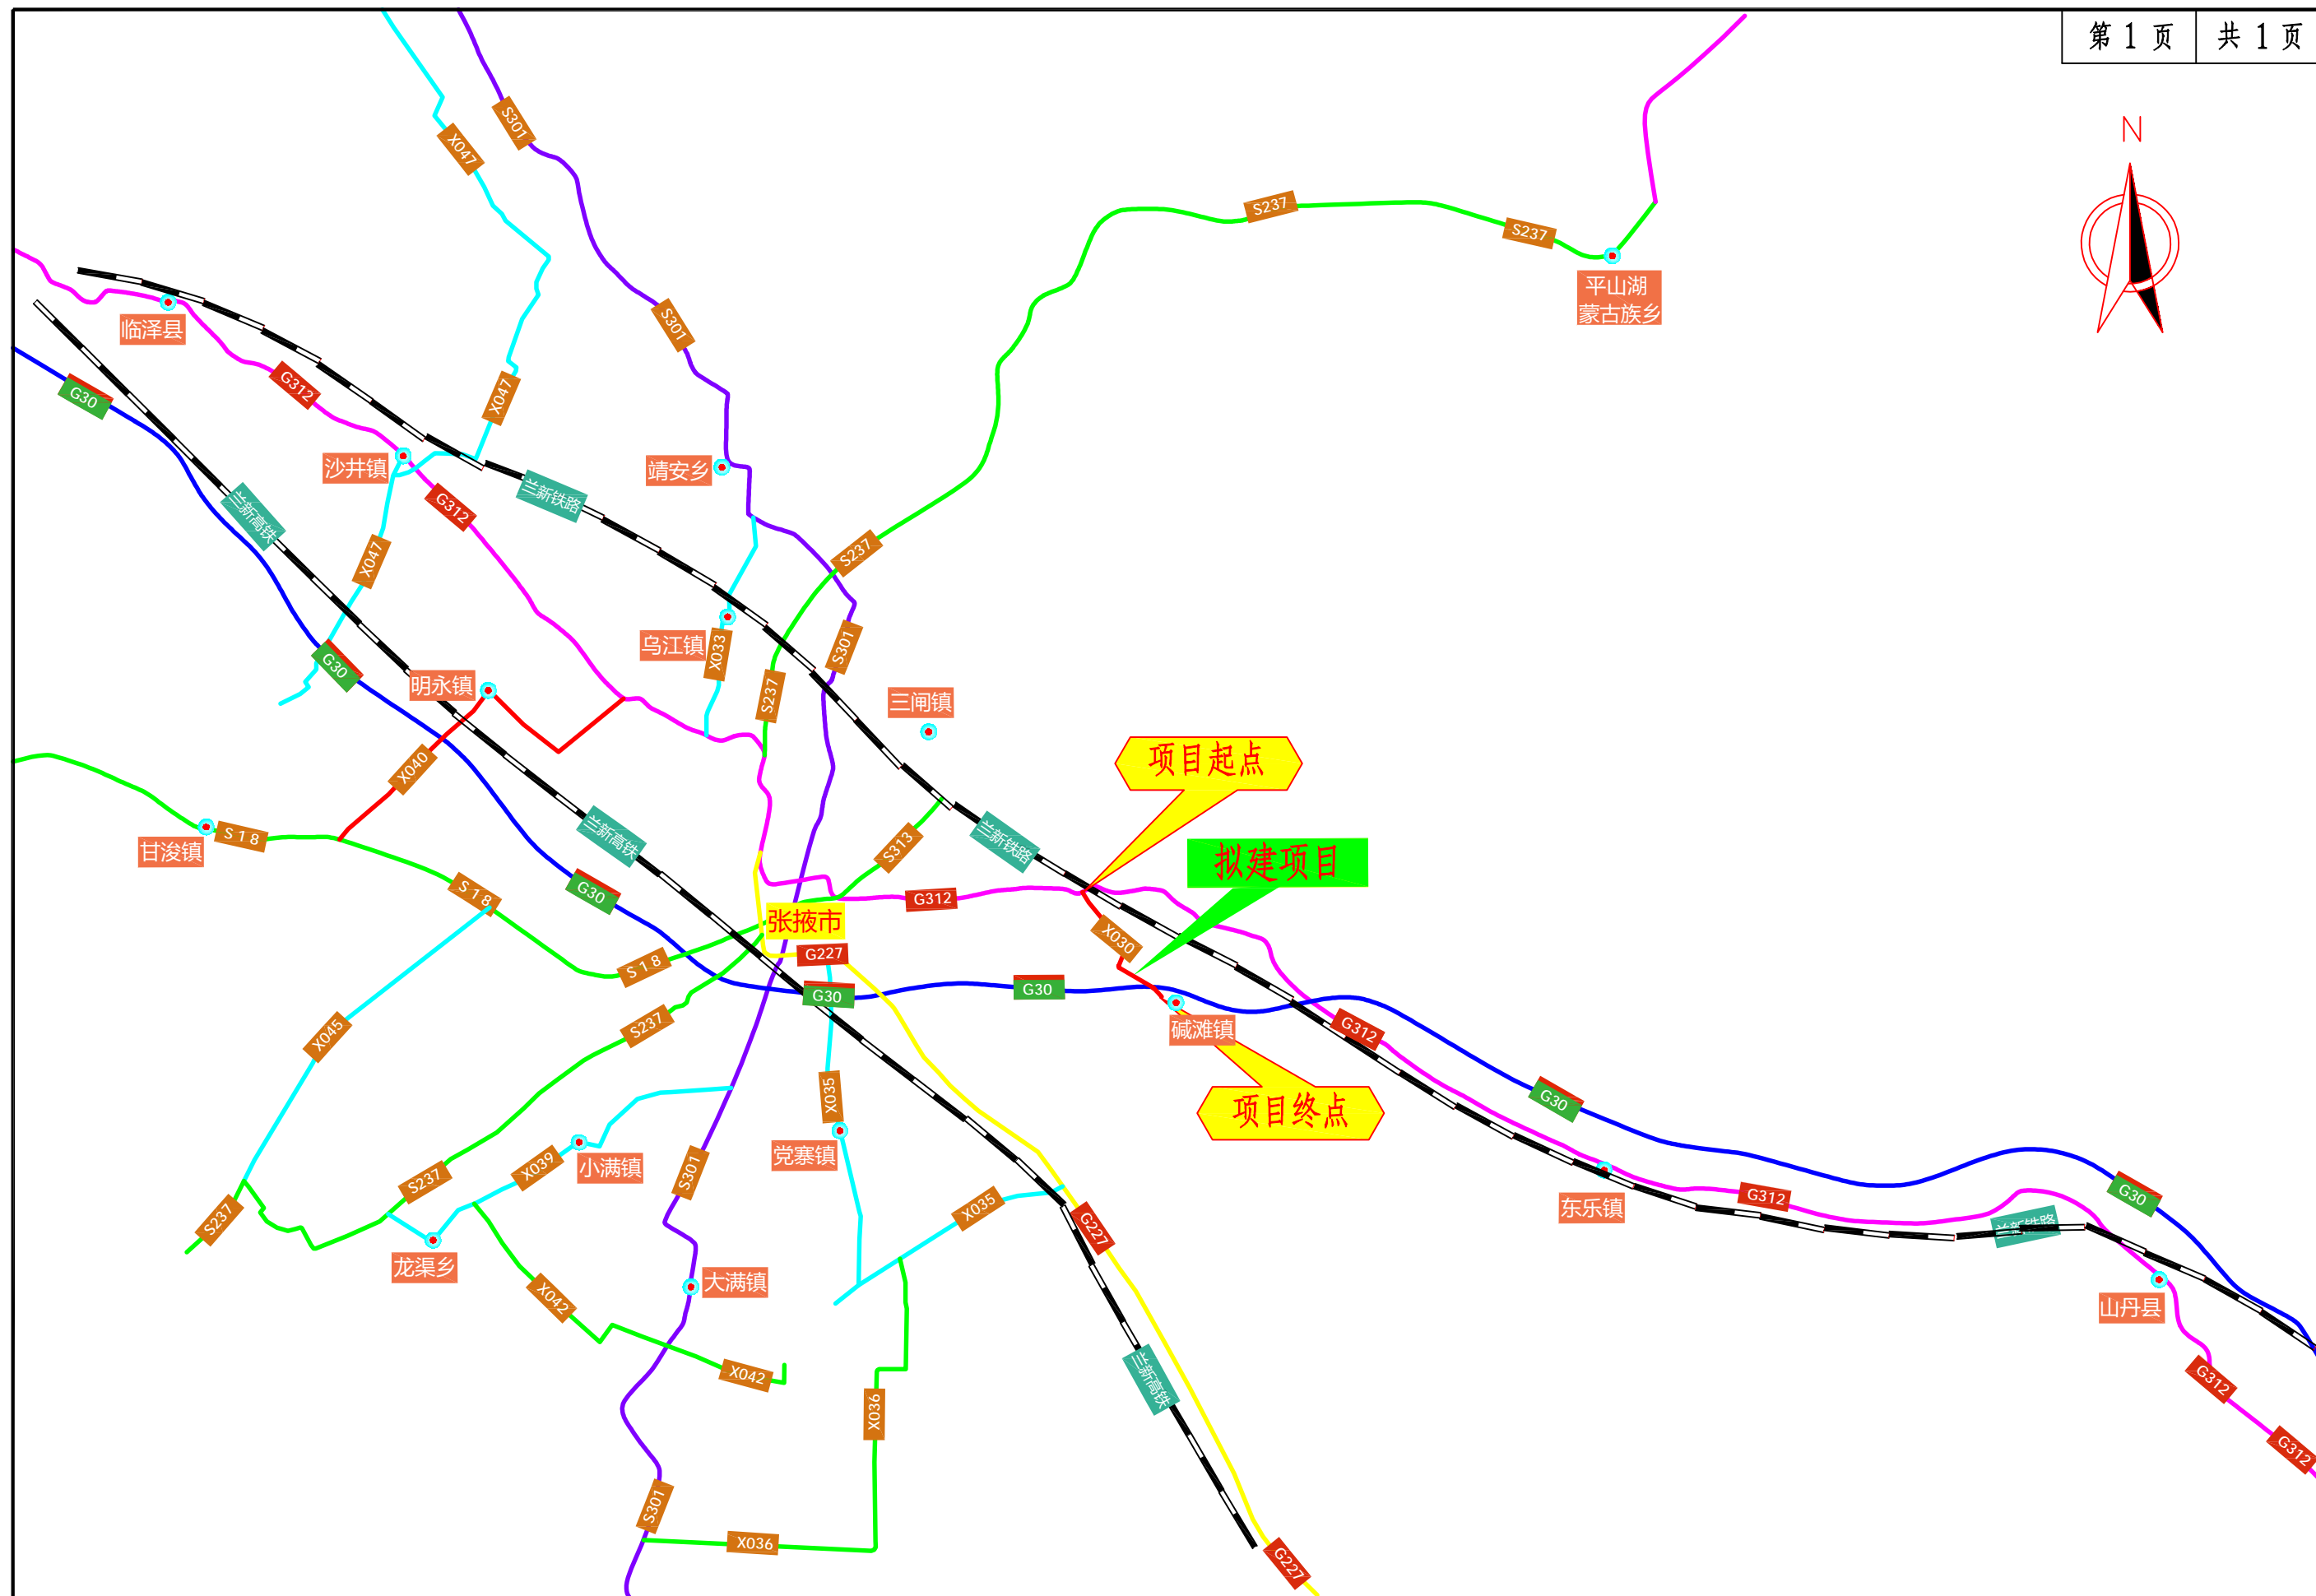 第 1 页
共 1 页
N
X047
S301
S237
S237
平山湖
蒙古族乡
临泽县
S301
G30
G312
X047
沙井镇
靖安乡
兰新铁路
G312
兰新高铁
X047
S237
乌江镇
X033
S301
G30
明永镇
S237
三闸镇
X040
项目起点
甘浚镇
S18
兰新高铁
S313
兰新铁路
拟建项目
S18
G30
G312
张掖市
X030
G227
S18
G30
G30
碱滩镇
G312
X045
S237
X035
G30
项目终点
党寨镇
小满镇
X039
S301
S237
G30
G312
东乐镇
S237
X035
G227
兰新铁路
龙渠乡
大满镇
X042
山丹县
X042
兰新高铁
G312
X036
G312
S301
X036
G227